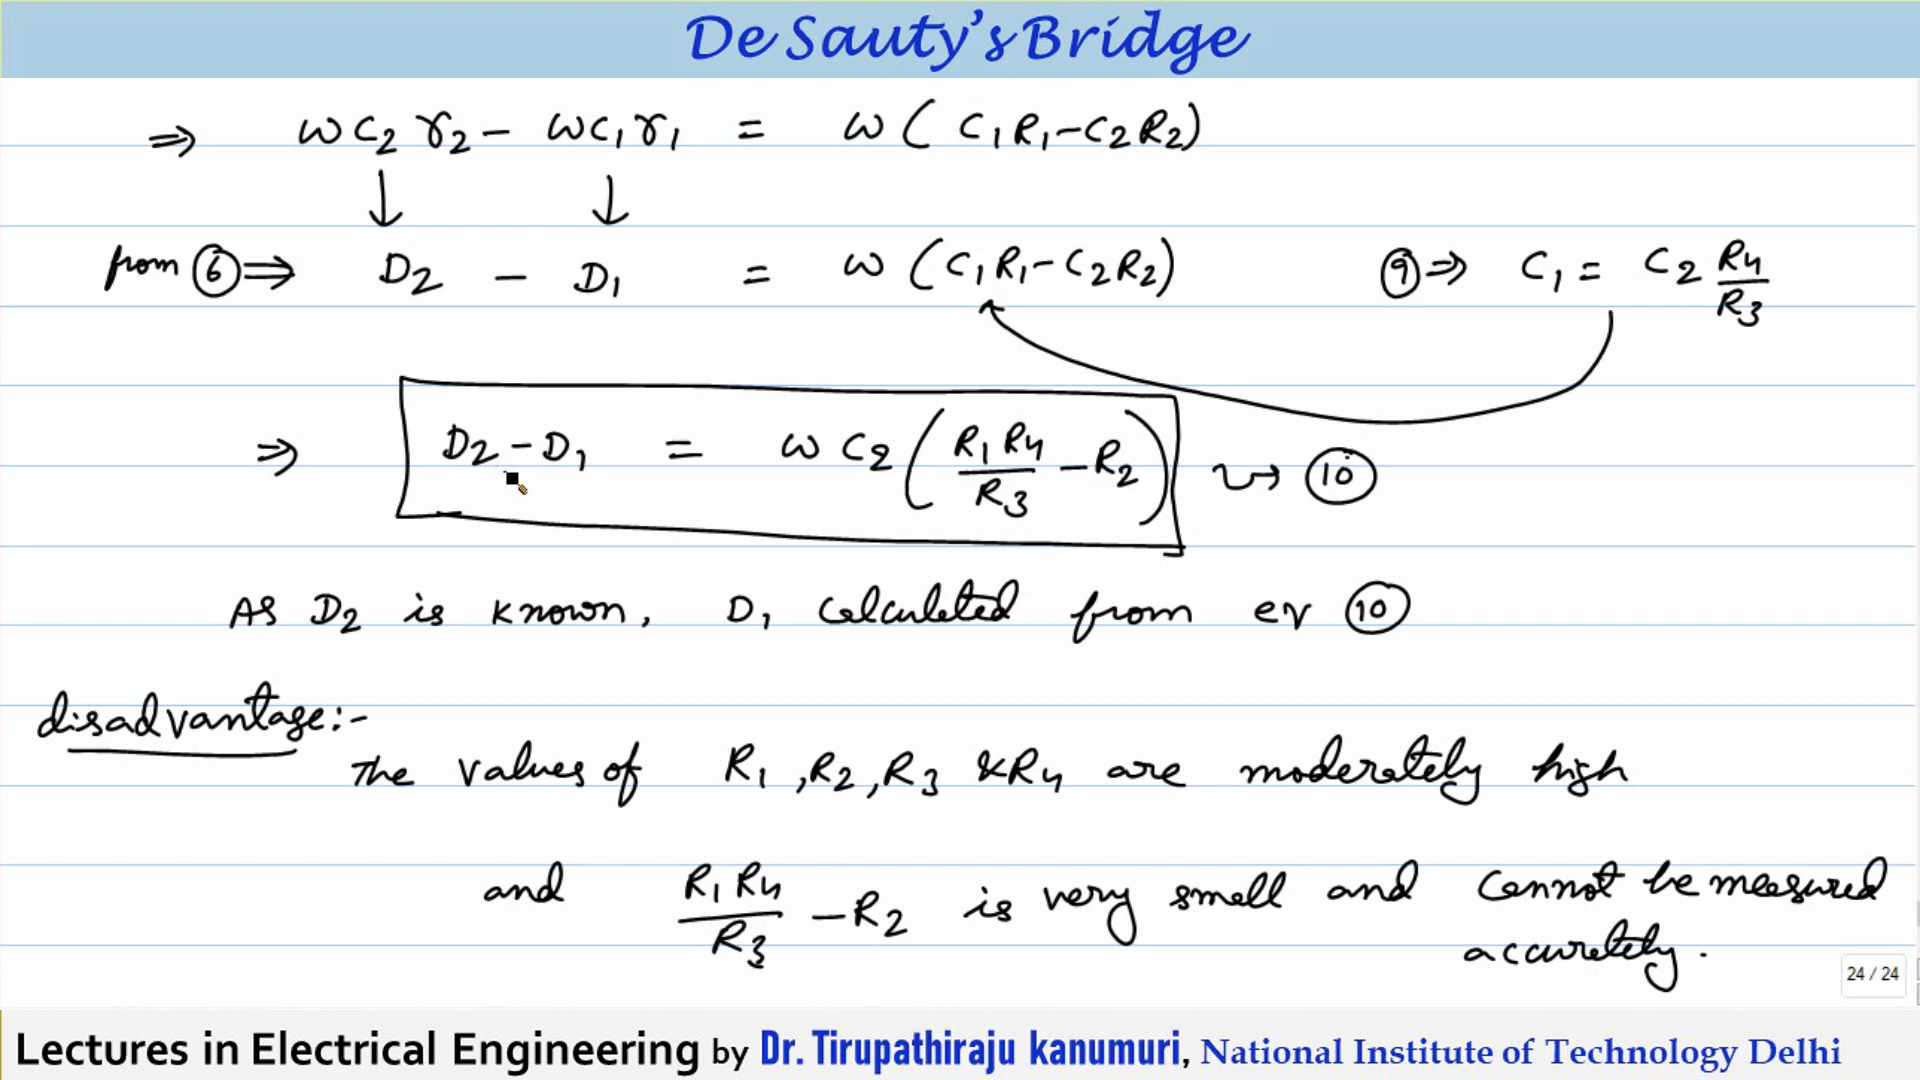 De Sauty's Bridge
⇒ ωC₂r₂ − ωC₁r₁ = ω(C₁R₁ − C₂R₂)
↓ ↓
from ⑥ ⇒ D₂ − D₁ = ω(C₁R₁ − C₂R₂) ⑨ ⇒ C₁ = C₂ R₄/R₃
⇒ D₂ − D₁ = ωC₂(R₁R₄/R₃ − R₂) → ⑩
As D₂ is known, D₁ calculated from eq ⑩
disadvantage:-
The values of R₁, R₂, R₃ & R₄ are moderately high
and R₁R₄/R₃ − R₂ is very small and cannot be measured
accurately.
24 / 24
Lectures in Electrical Engineering by Dr. Tirupathiraju kanumuri, National Institute of Technology Delhi